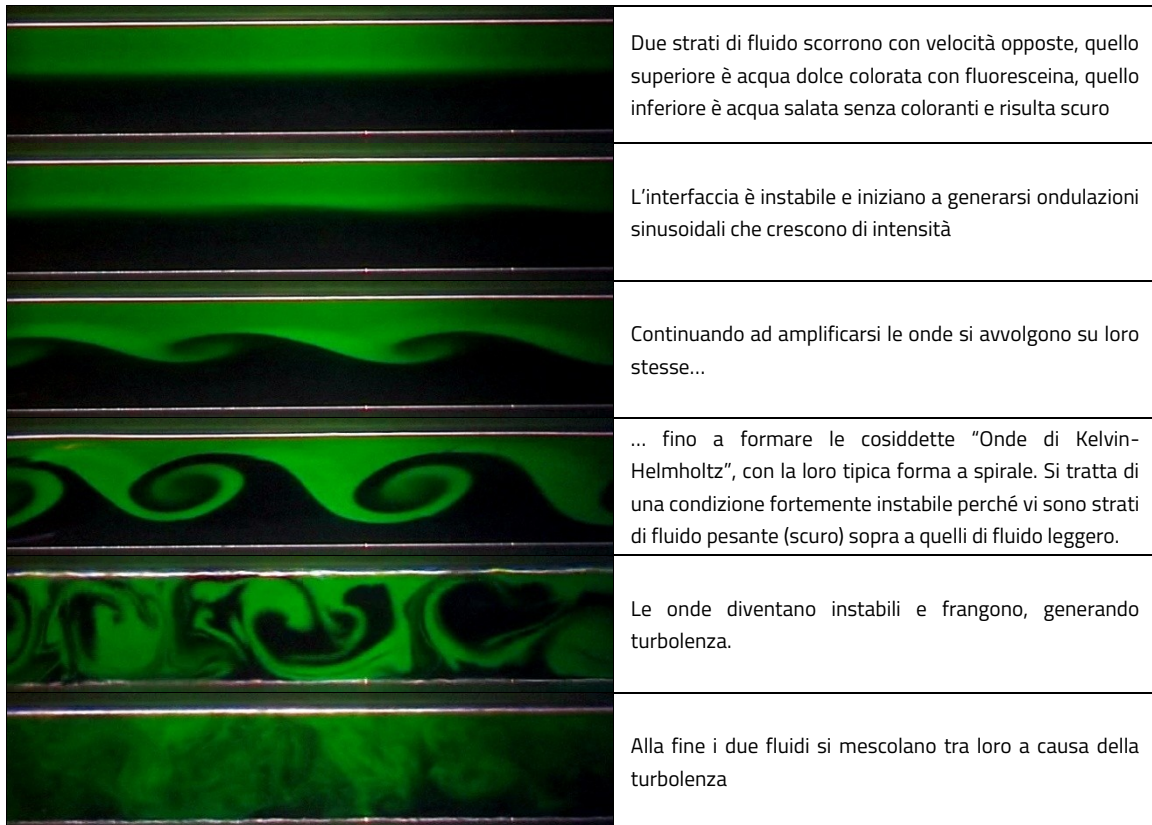 Due strati di fluido scorrono con velocità opposte, quello
superiore è acqua dolce colorata con fluoresceina, quello
inferiore è acqua salata senza coloranti e risulta scuro
L’interfaccia è instabile e iniziano a generarsi ondulazioni
sinusoidali che crescono di intensità
Continuando ad amplificarsi le onde si avvolgono su loro
stesse…
… fino a formare le cosiddette “Onde di Kelvin-
Helmholtz”, con la loro tipica forma a spirale. Si tratta di
una condizione fortemente instabile perché vi sono strati
di fluido pesante (scuro) sopra a quelli di fluido leggero.
Le onde diventano instabili e frangono, generando
turbolenza.
Alla fine i due fluidi si mescolano tra loro a causa della
turbolenza